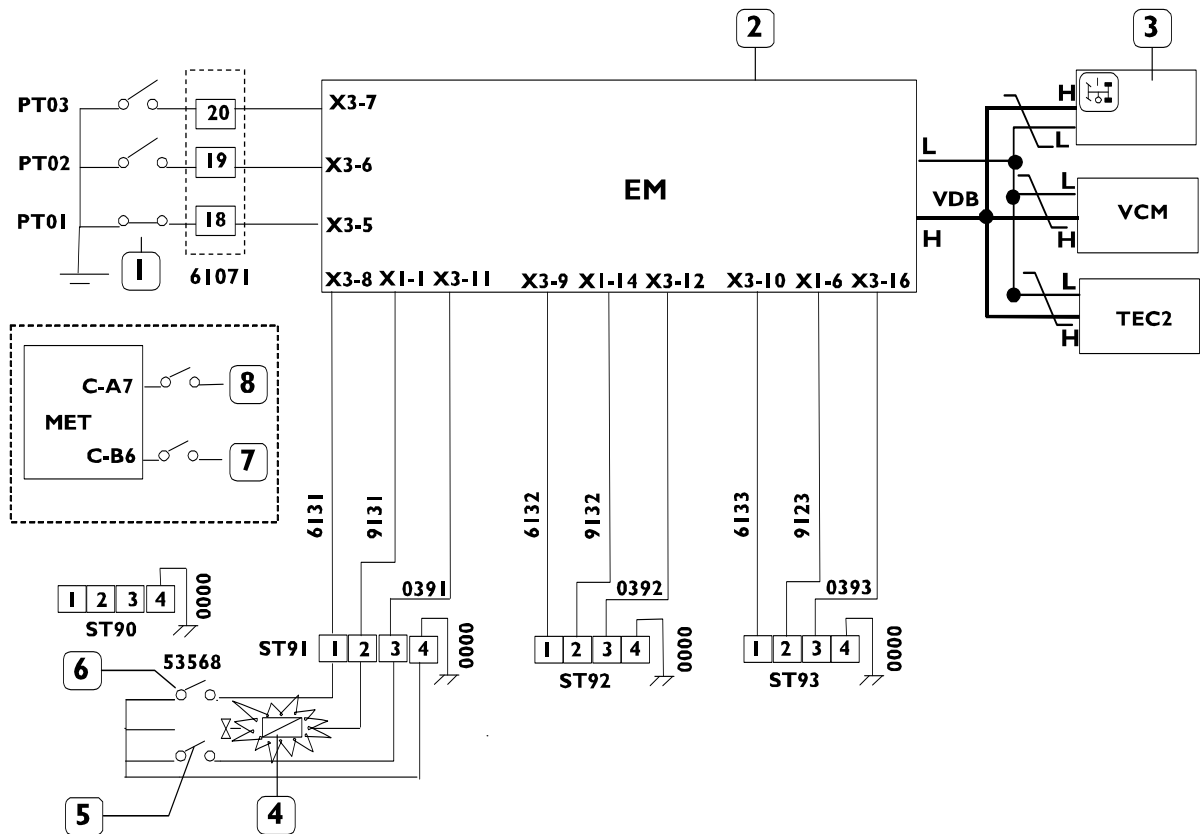 2
3
PT03
20
X3-7
H
L
PT02
19
X3-6
L
EM
VDB
L
VCM
H
PT01
18
X3-5
H
1
61071
X3-8 X1-1 X3-11 X3-9 X1-14 X3-12 X3-10 X1-6 X3-16
L
TEC2
H
C-A7
8
MET
C-B6
7
6131
9131
6132
9132
6133
9123
0391
0392
0393
1 2 3 4
0000
ST90
ST91
1 2 3 4
0000
1 2 3 4
0000
ST92
1 2 3 4
0000
ST93
6
53568
5
4